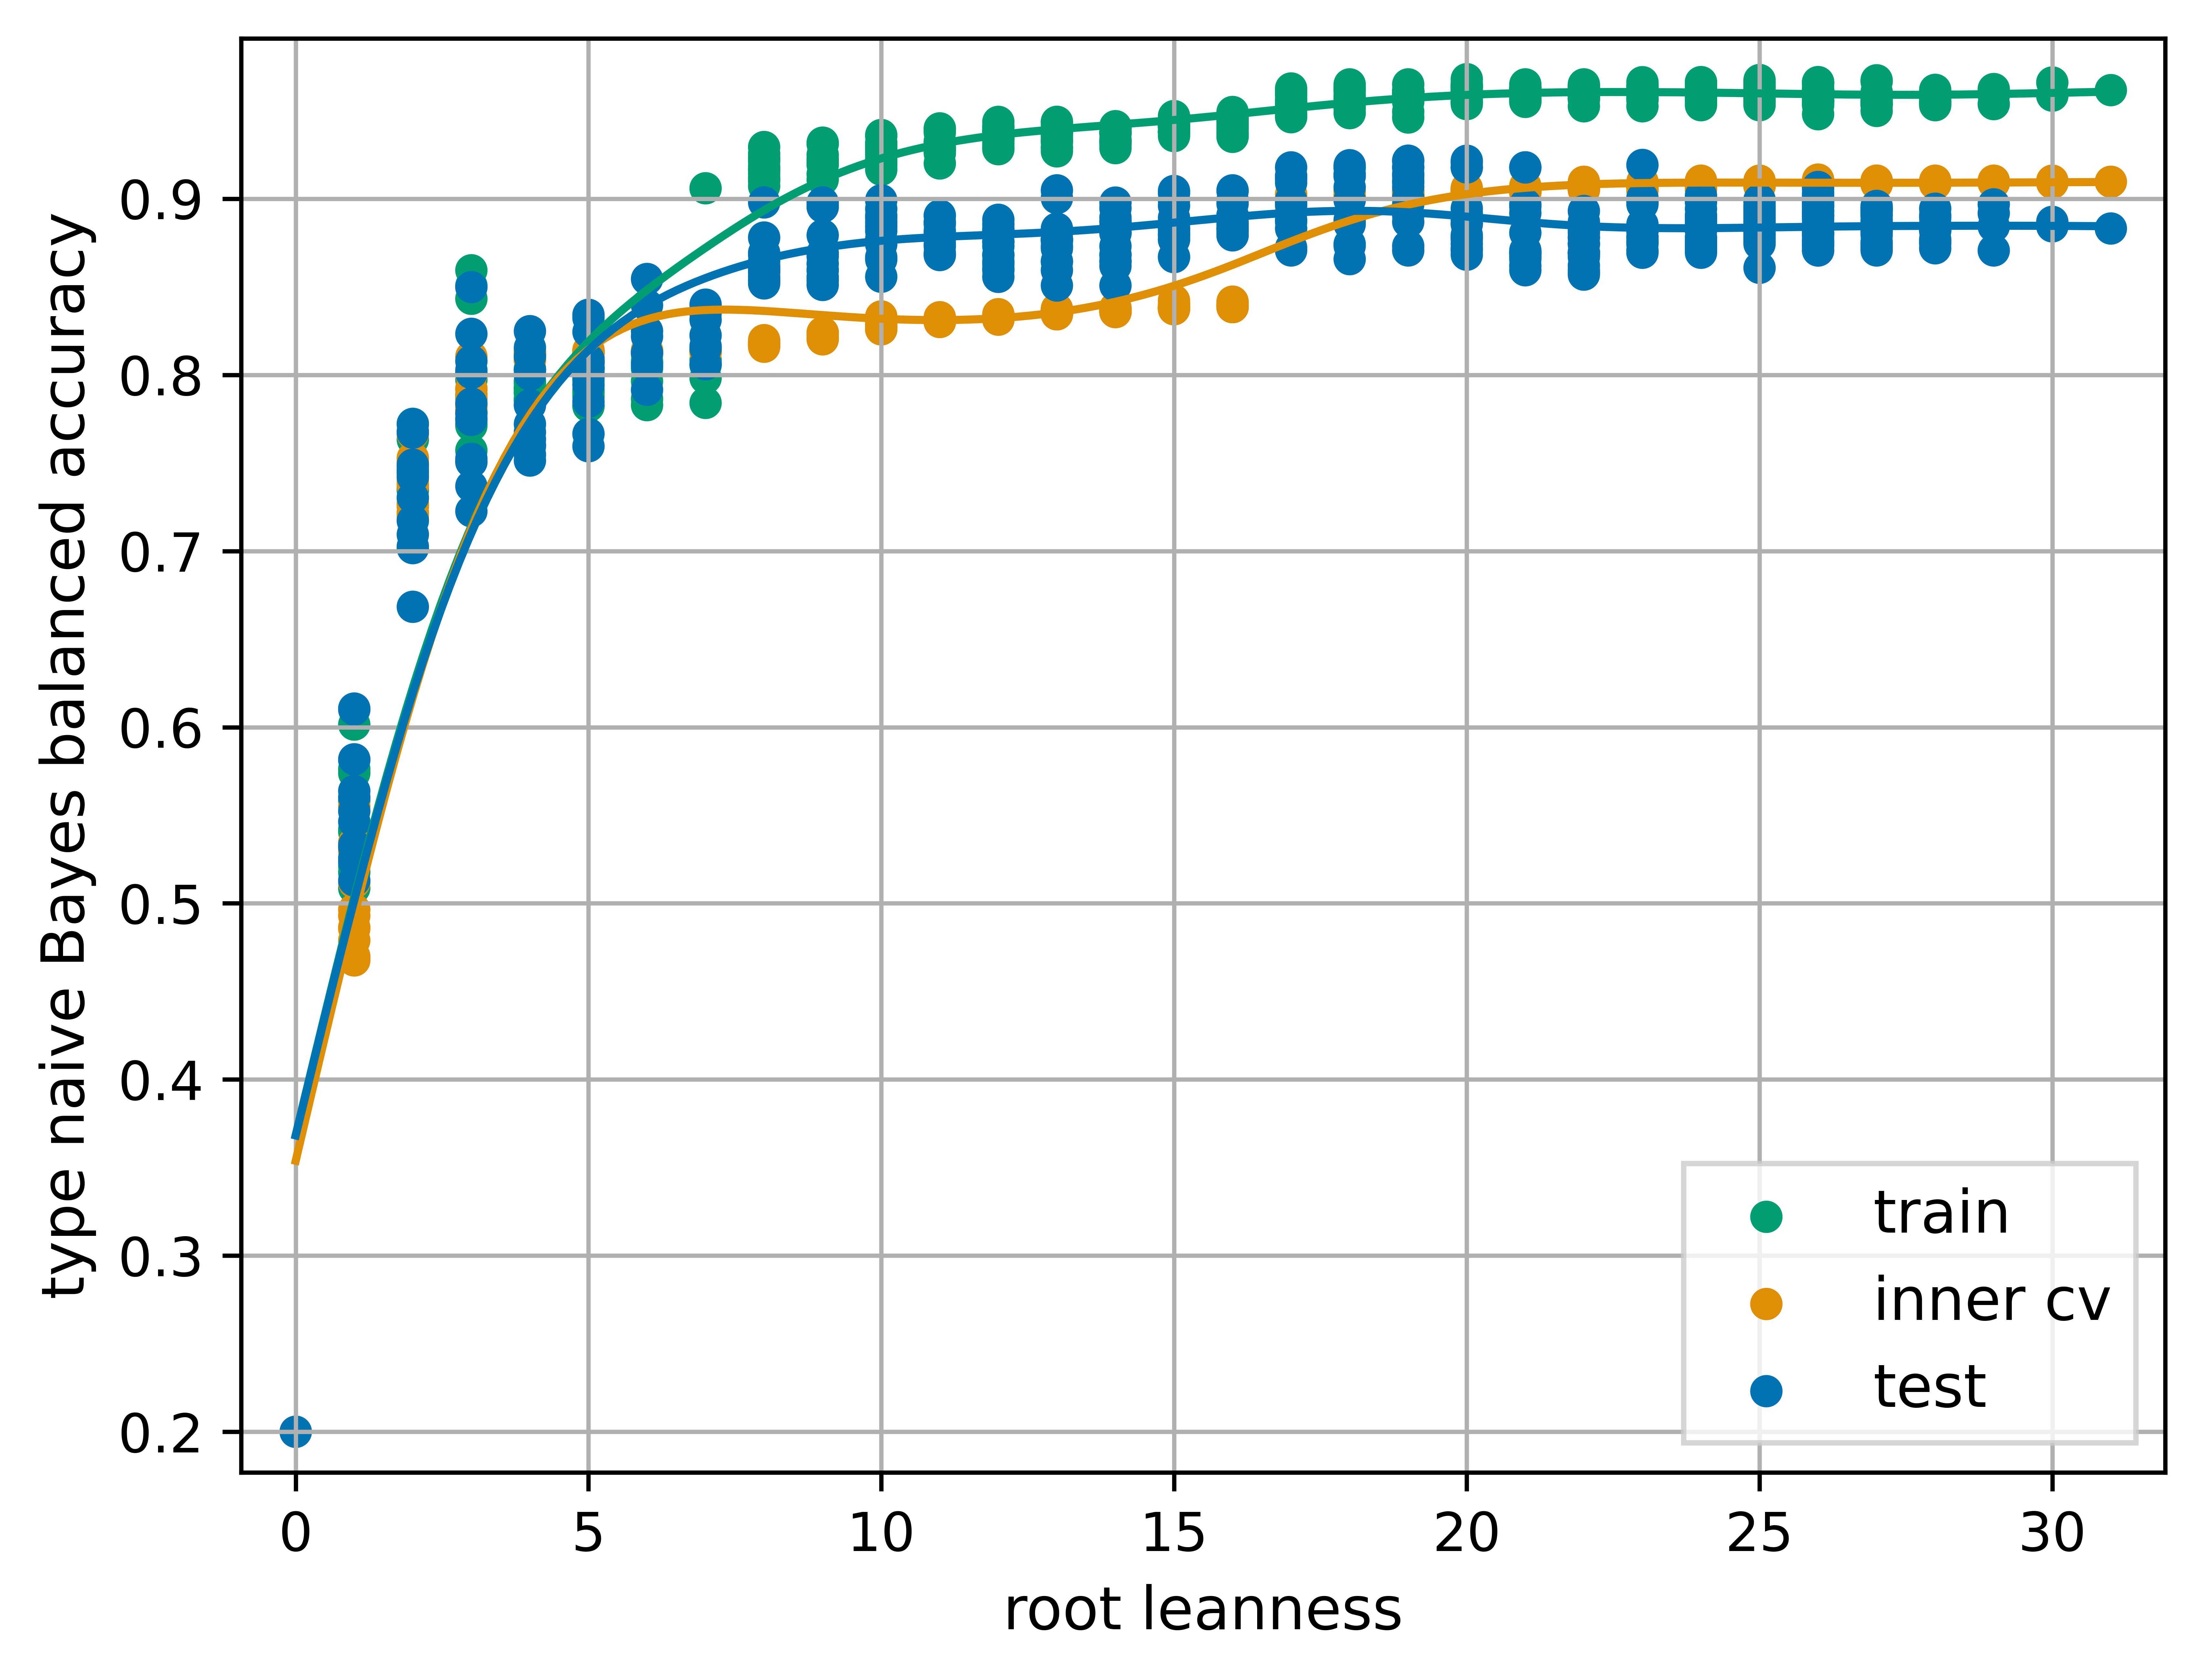 type naive Bayes balanced accuracy
0.9
0.8
0.7
0.6
0.5
0.4
0.3
0.2
train
inner cv
test
0 5 10 15 20 25 30
root leanness